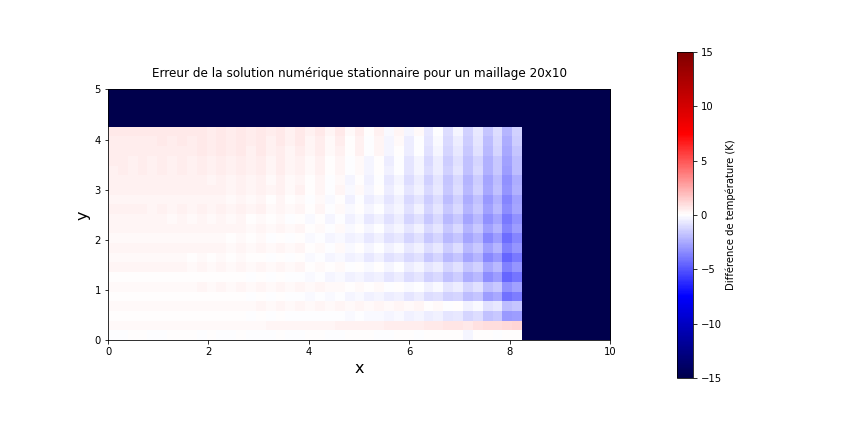 Erreur de la solution numérique stationnaire pour un maillage 20x10
5
4
3
2
1
0
y
0 2 4 6 8 10
x
15
10
5
0
−5
−10
−15
Différence de température (K)